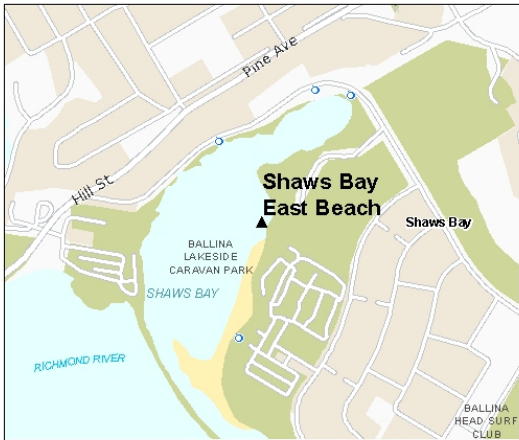 Pine Ave
Hill St
Shaws Bay
East Beach
Shaws Bay
BALLINA
LAKESIDE
CARAVAN PARK
SHAWS BAY
RICHMOND RIVER
BALLINA
HEAD SURF
CLUB